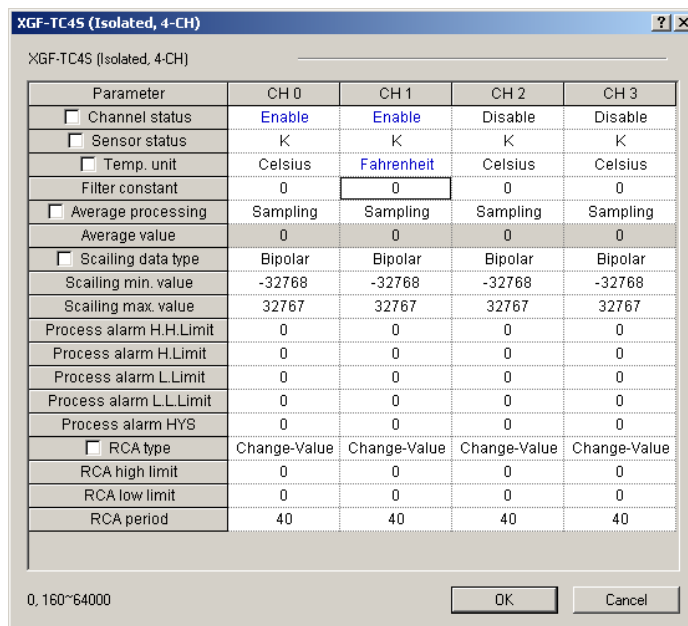 XGF-TC4S (Isolated, 4-CH)
XGF-TC4S (Isolated, 4-CH)
Parameter CH 0 CH 1 CH 2 CH 3
Channel status Enable Enable Disable Disable
Sensor status K K K K
Temp. unit Celsius Fahrenheit Celsius Celsius
Filter constant 0 0 0 0
Average processing Sampling Sampling Sampling Sampling
Average value 0 0 0 0
Scailing data type Bipolar Bipolar Bipolar Bipolar
Scailing min. value -32768 -32768 -32768 -32768
Scailing max. value 32767 32767 32767 32767
Process alarm H.H.Limit 0 0 0 0
Process alarm H.Limit 0 0 0 0
Process alarm L.Limit 0 0 0 0
Process alarm L.L.Limit 0 0 0 0
Process alarm HYS 0 0 0 0
RCA type Change-Value Change-Value Change-Value Change-Value
RCA high limit 0 0 0 0
RCA low limit 0 0 0 0
RCA period 40 40 40 40
0, 160~64000 OK Cancel